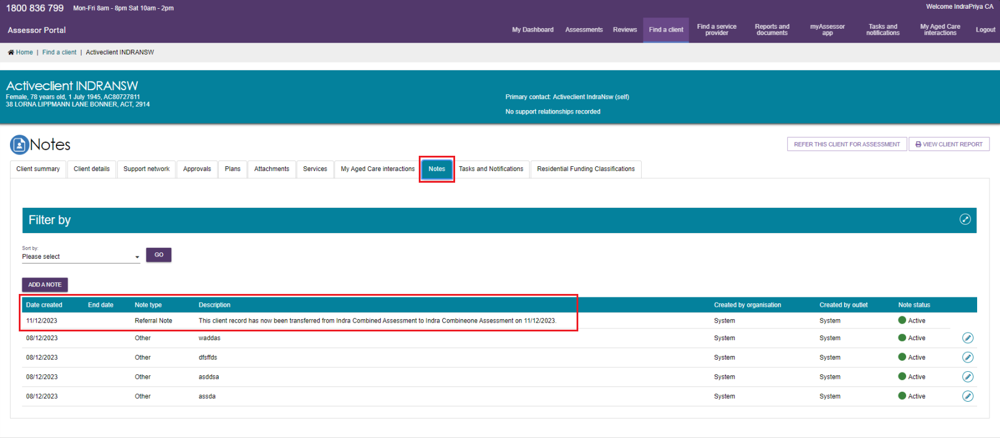 1800 836 799 Mon-Fri 8am - 8pm Sat 10am - 2pm
Welcome IndraPriya CA
Assessor Portal
My Dashboard
Assessments
Reviews
Find a client
Find a service
provider
Reports and
documents
myAssessor
app
Tasks and
notifications
My Aged Care
interactions
Logout
Home | Find a client | Activeclient INDRANSW
Activeclient INDRANSW
Female, 78 years old, 1 July 1945, AC80727811
38 LORNA LIPPMANN LANE BONNER, ACT, 2914
Primary contact: Activeclient IndraNsw (self)
No support relationships recorded
Notes
REFER THIS CLIENT FOR ASSESSMENT
VIEW CLIENT REPORT
Client summary
Client details
Support network
Approvals
Plans
Attachments
Services
My Aged Care interactions
Notes
Tasks and Notifications
Residential Funding Classifications
Filter by
Sort by:
Please select
GO
ADD A NOTE
Date created End date Note type Description Created by organisation Created by outlet Note status
11/12/2023 Referral Note This client record has now been transferred from Indra Combined Assessment to Indra Combineone Assessment on 11/12/2023. System System Active
08/12/2023 Other waddas System System Active
08/12/2023 Other dfsffds System System Active
08/12/2023 Other asddsa System System Active
08/12/2023 Other assda System System Active